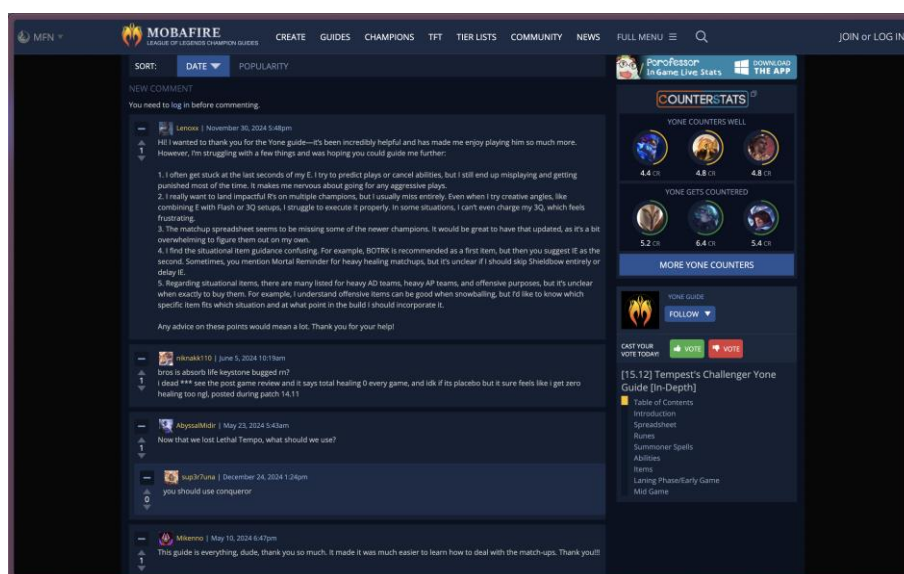 MFN
MOBAFIRE
LEAGUE OF LEGENDS CHAMPION GUIDES
CREATE GUIDES CHAMPIONS TFT TIER LISTS COMMUNITY NEWS FULL MENU
JOIN or LOG IN
SORT: DATE POPULARITY
NEW COMMENT
You need to log in before commenting.
Lenoxx | November 30, 2024 5:48pm
1
Hi! I wanted to thank you for the Yone guide—it's been incredibly helpful and has made me enjoy playing him so much more.
However, I'm struggling with a few things and was hoping you could guide me further:
1. I often get stuck at the last seconds of my E. I try to predict plays or cancel abilities, but I still end up misplaying and getting
punished most of the time. It makes me nervous about going for any aggressive plays.
2. I really want to land impactful R's on multiple champions, but I usually miss entirely. Even when I try creative angles, like
combining E with Flash or 3Q setups, I struggle to execute it properly. In some situations, I can't even charge my 3Q, which feels
frustrating.
3. The matchup spreadsheet seems to be missing some of the newer champions. It would be great to have that updated, as it's a bit
overwhelming to figure them out on my own.
4. I find the situational item guidance confusing. For example, BOTRK is recommended as a first item, but then you suggest IE as the
second. Sometimes, you mention Mortal Reminder for heavy healing matchups, but it's unclear if I should skip Shieldbow entirely or
delay IE.
5. Regarding situational items, there are many listed for heavy AD teams, heavy AP teams, and offensive purposes, but it's unclear
when exactly to buy them. For example, I understand offensive items can be good when snowballing, but I'd like to know which
specific item fits which situation and at what point in the build I should incorporate it.
Any advice on these points would mean a lot. Thank you for your help!
niknakk110 | June 5, 2024 10:19am
1
bros is absorb life keystone bugged rn?
i dead *** see the post game review and it says total healing 0 every game, and idk if its placebo but it sure feels like i get zero
healing too ngl, posted during patch 14.11
AbyssalMidir | May 23, 2024 5:43am
1
Now that we lost Lethal Tempo, what should we use?
sup3r7una | December 24, 2024 1:24pm
0
you should use conqueror
Mikenno | May 10, 2024 6:47pm
1
This guide is everything, dude, thank you so much. It made it was much easier to learn how to deal with the match-ups. Thank you!!!
Porofessor
In Game Live Stats
DOWNLOAD
THE APP
COUNTERSTATS
YONE COUNTERS WELL
4.4 CR 4.8 CR 4.8 CR
YONE GETS COUNTERED
5.2 CR 6.4 CR 5.4 CR
MORE YONE COUNTERS
YONE GUIDE
FOLLOW
CAST YOUR
VOTE TODAY!
VOTE VOTE
[15.12] Tempest's Challenger Yone
Guide [In-Depth]
Table of Contents
Introduction
Spreadsheet
Runes
Summoner Spells
Abilities
Items
Laning Phase/Early Game
Mid Game